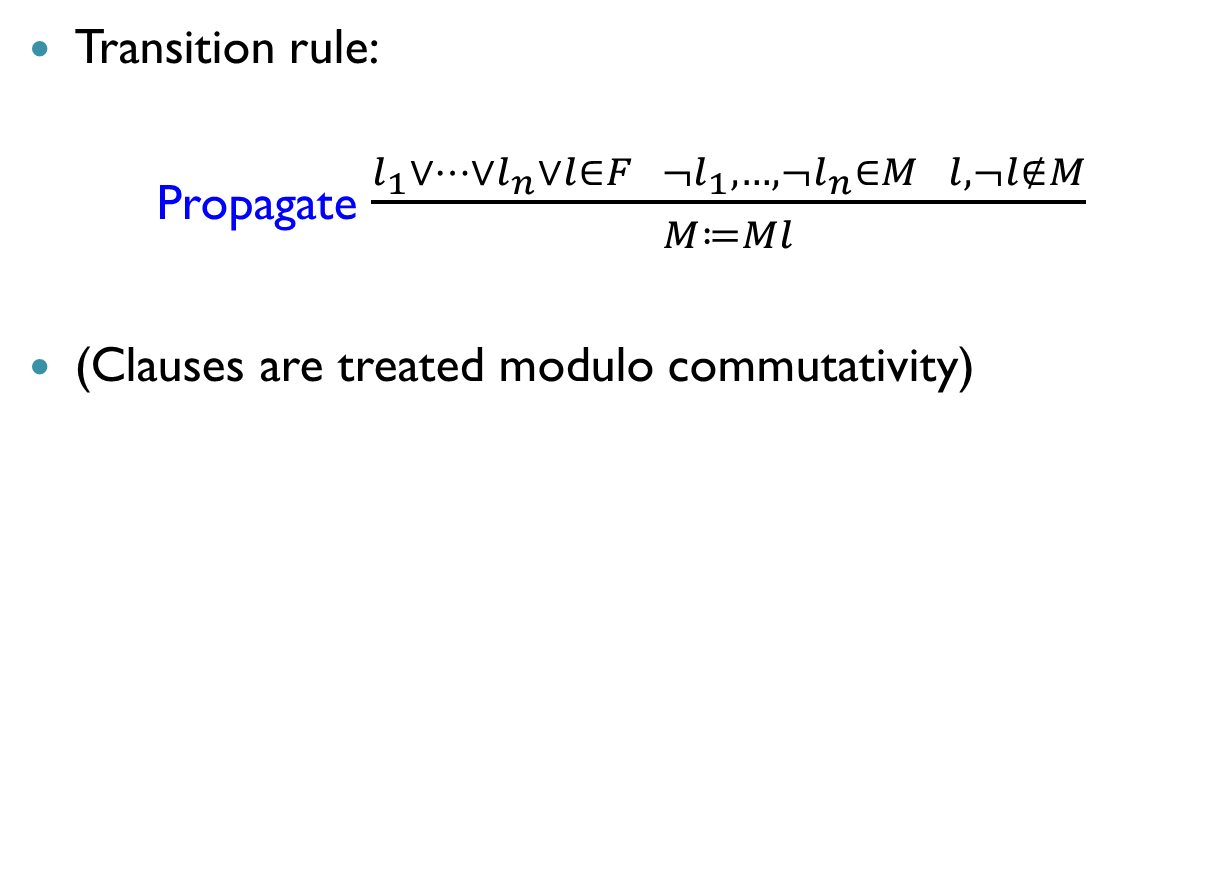 • Transition rule:
Propagate
l₁∨⋯∨lₙ∨l∈F   ¬l₁,…,¬lₙ∈M   l,¬l∉M
M≔Ml
• (Clauses are treated modulo commutativity)